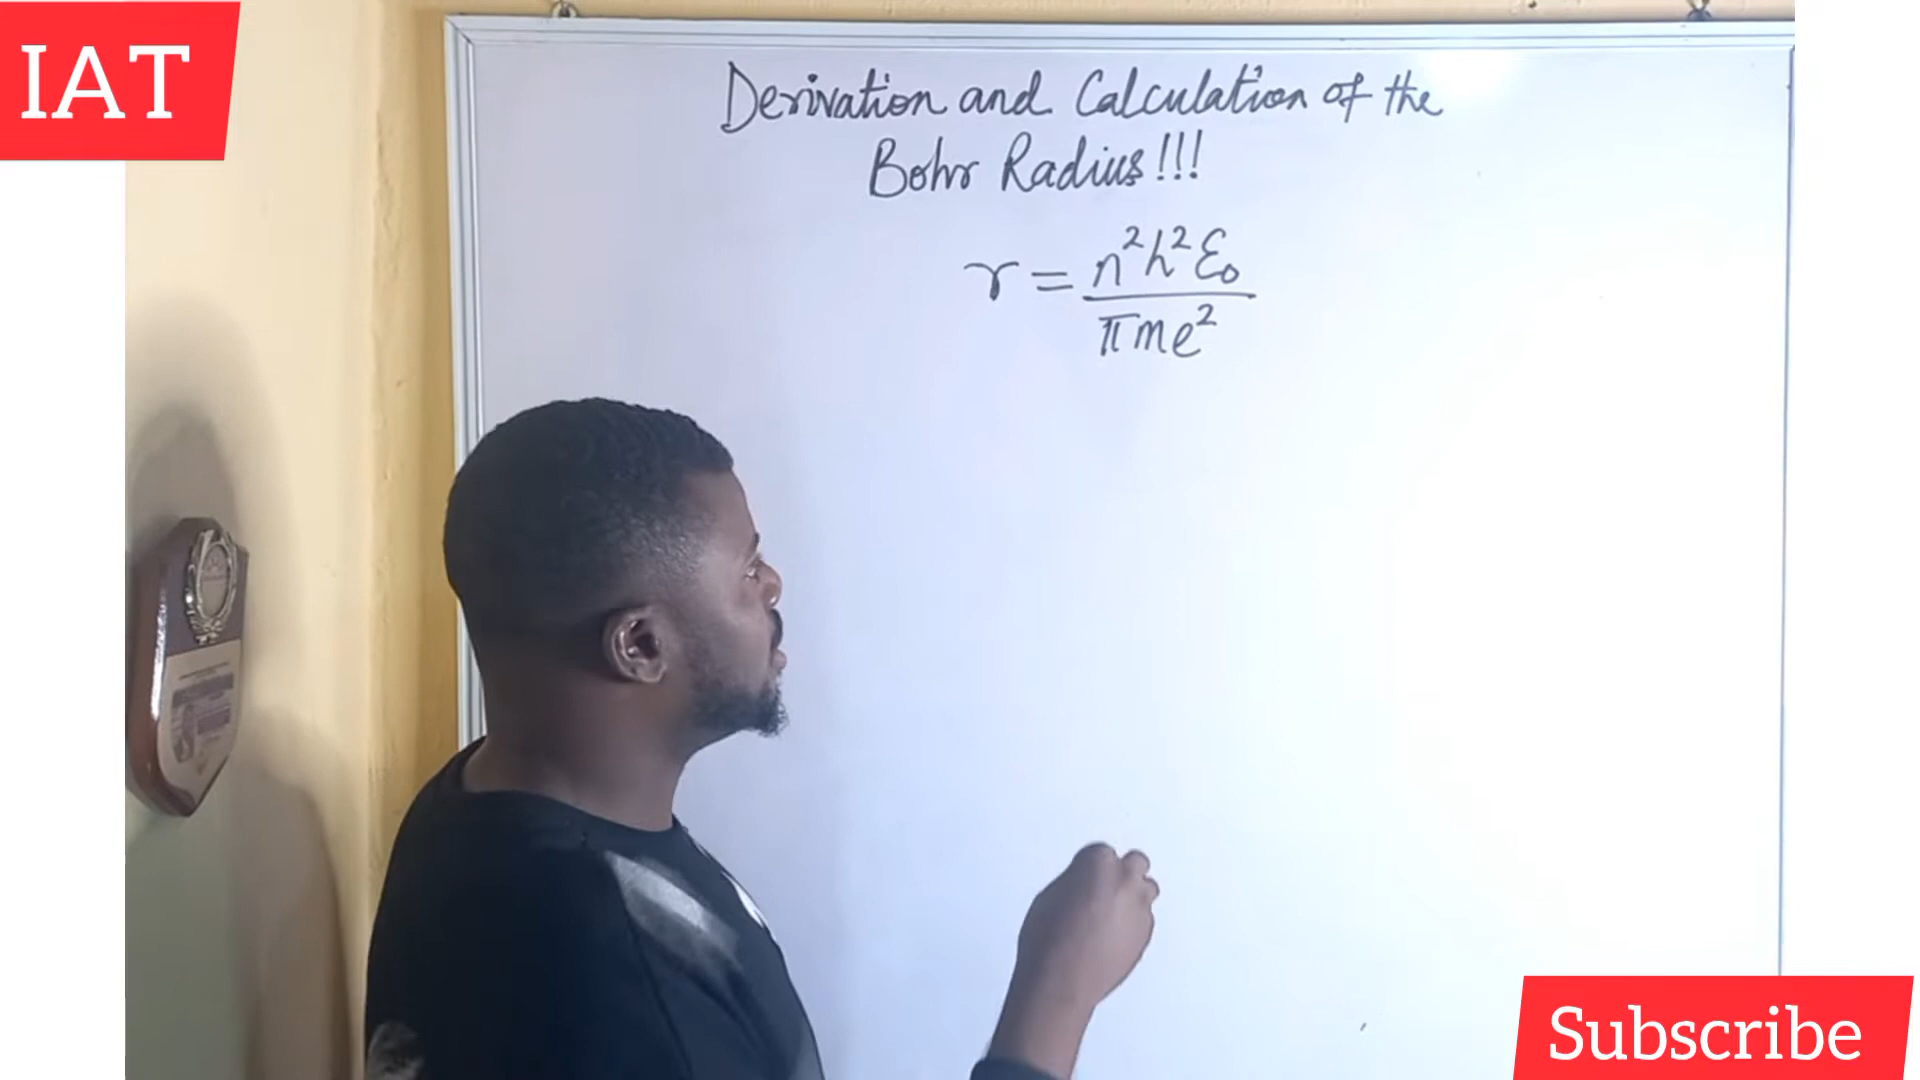 IAT
Derivation and Calculation of the
Bohr Radius!!!
r = n²h²ε₀
πme²
Subscribe